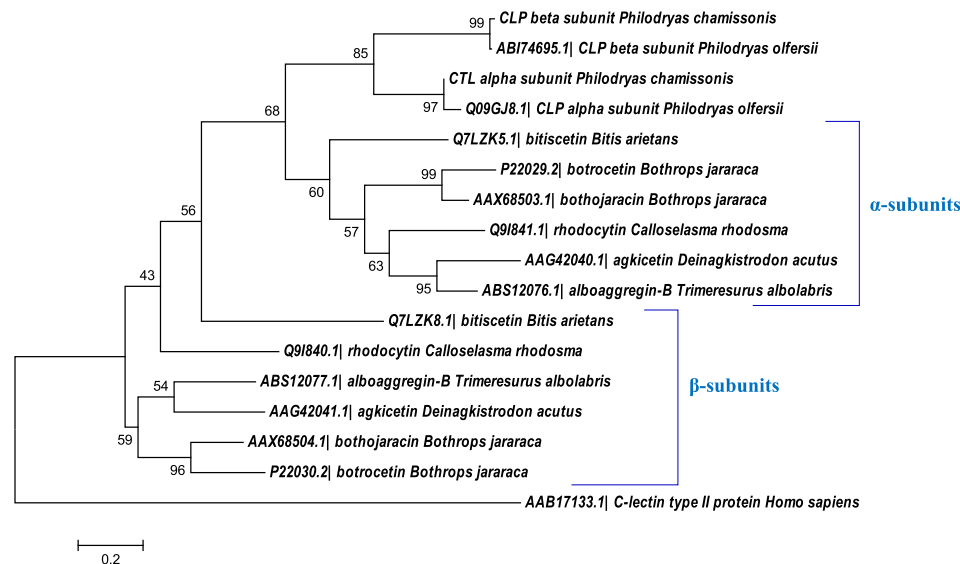 99
CLP beta subunit Philodryas chamissonis
ABI74695.1| CLP beta subunit Philodryas olfersii
85
CTL alpha subunit Philodryas chamissonis
97
Q09GJ8.1| CLP alpha subunit Philodryas olfersii
68
Q7LZK5.1| bitiscetin Bitis arietans
60
P22029.2| botrocetin Bothrops jararaca
99
AAX68503.1| bothojaracin Bothrops jararaca
α-subunits
56
57
Q9I841.1| rhodocytin Calloselasma rhodosma
63
AAG42040.1| agkicetin Deinagkistrodon acutus
95
ABS12076.1| alboaggregin-B Trimeresurus albolabris
43
Q7LZK8.1| bitiscetin Bitis arietans
Q9I840.1| rhodocytin Calloselasma rhodosma
β-subunits
54
ABS12077.1| alboaggregin-B Trimeresurus albolabris
AAG42041.1| agkicetin Deinagkistrodon acutus
59
AAX68504.1| bothojaracin Bothrops jararaca
96
P22030.2| botrocetin Bothrops jararaca
AAB17133.1| C-lectin type II protein Homo sapiens
0.2